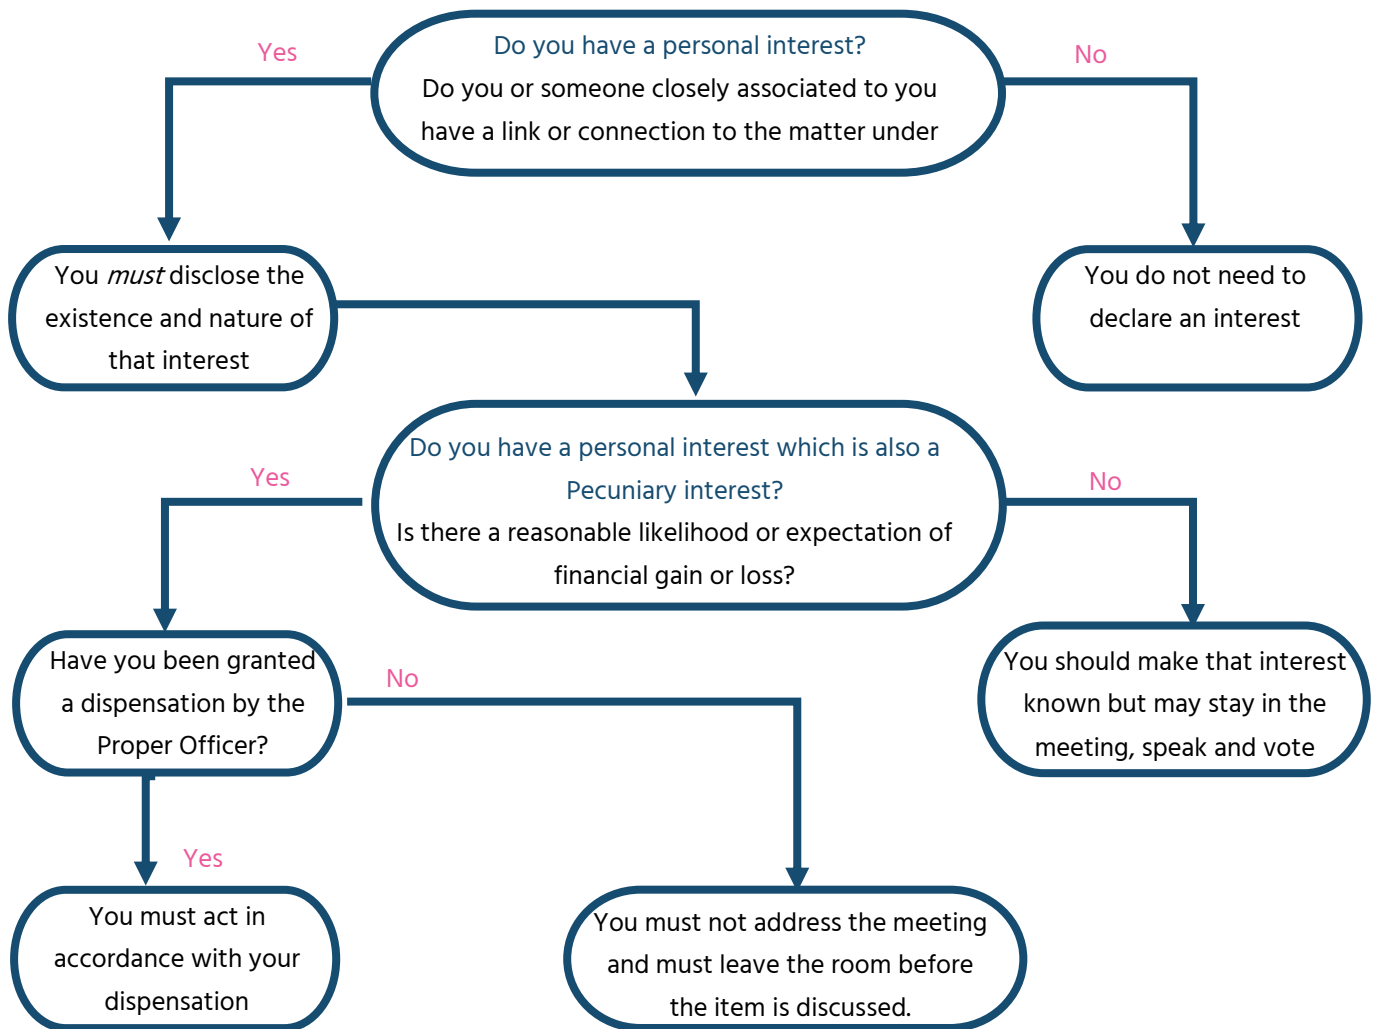 Do you have a personal interest?
Do you or someone closely associated to you
have a link or connection to the matter under
Yes
No
You must disclose the
existence and nature of
that interest
You do not need to
declare an interest
Do you have a personal interest which is also a
Pecuniary interest?
Is there a reasonable likelihood or expectation of
financial gain or loss?
Yes
No
Have you been granted
a dispensation by the
Proper Officer?
You should make that interest
known but may stay in the
meeting, speak and vote
No
Yes
You must act in
accordance with your
dispensation
You must not address the meeting
and must leave the room before
the item is discussed.